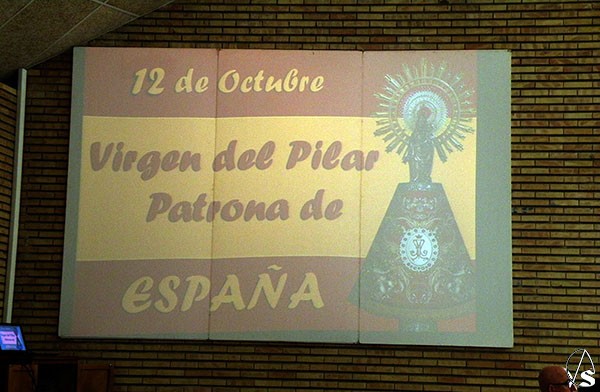 12 de Octubre
Virgen del Pilar
Patrona de
ESPAÑA